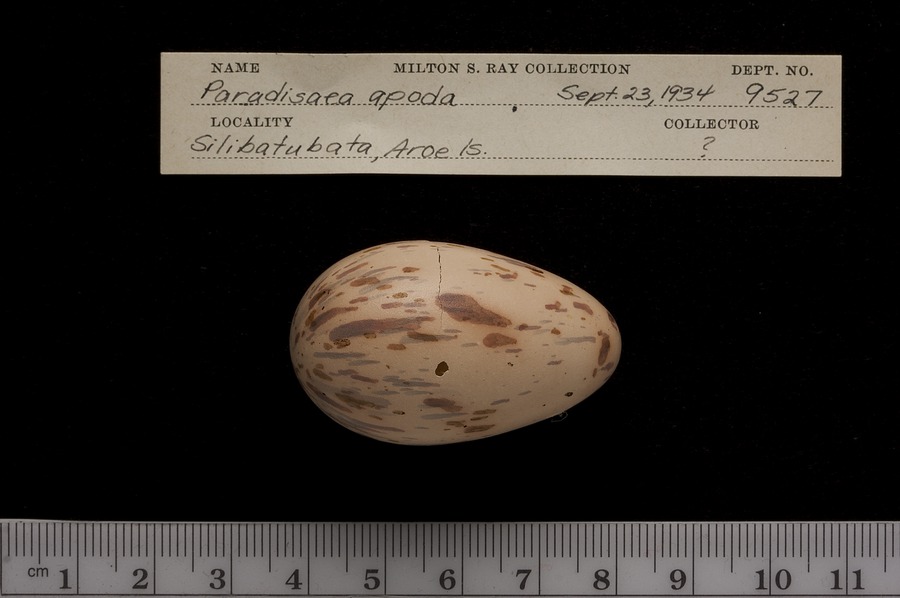 NAME MILTON S. RAY COLLECTION DEPT. NO.
Paradisaea apoda Sept. 23, 1934 9527
LOCALITY COLLECTOR
Silibatubata, Aroe Is. ?
cm 1 2 3 4 5 6 7 8 9 10 11